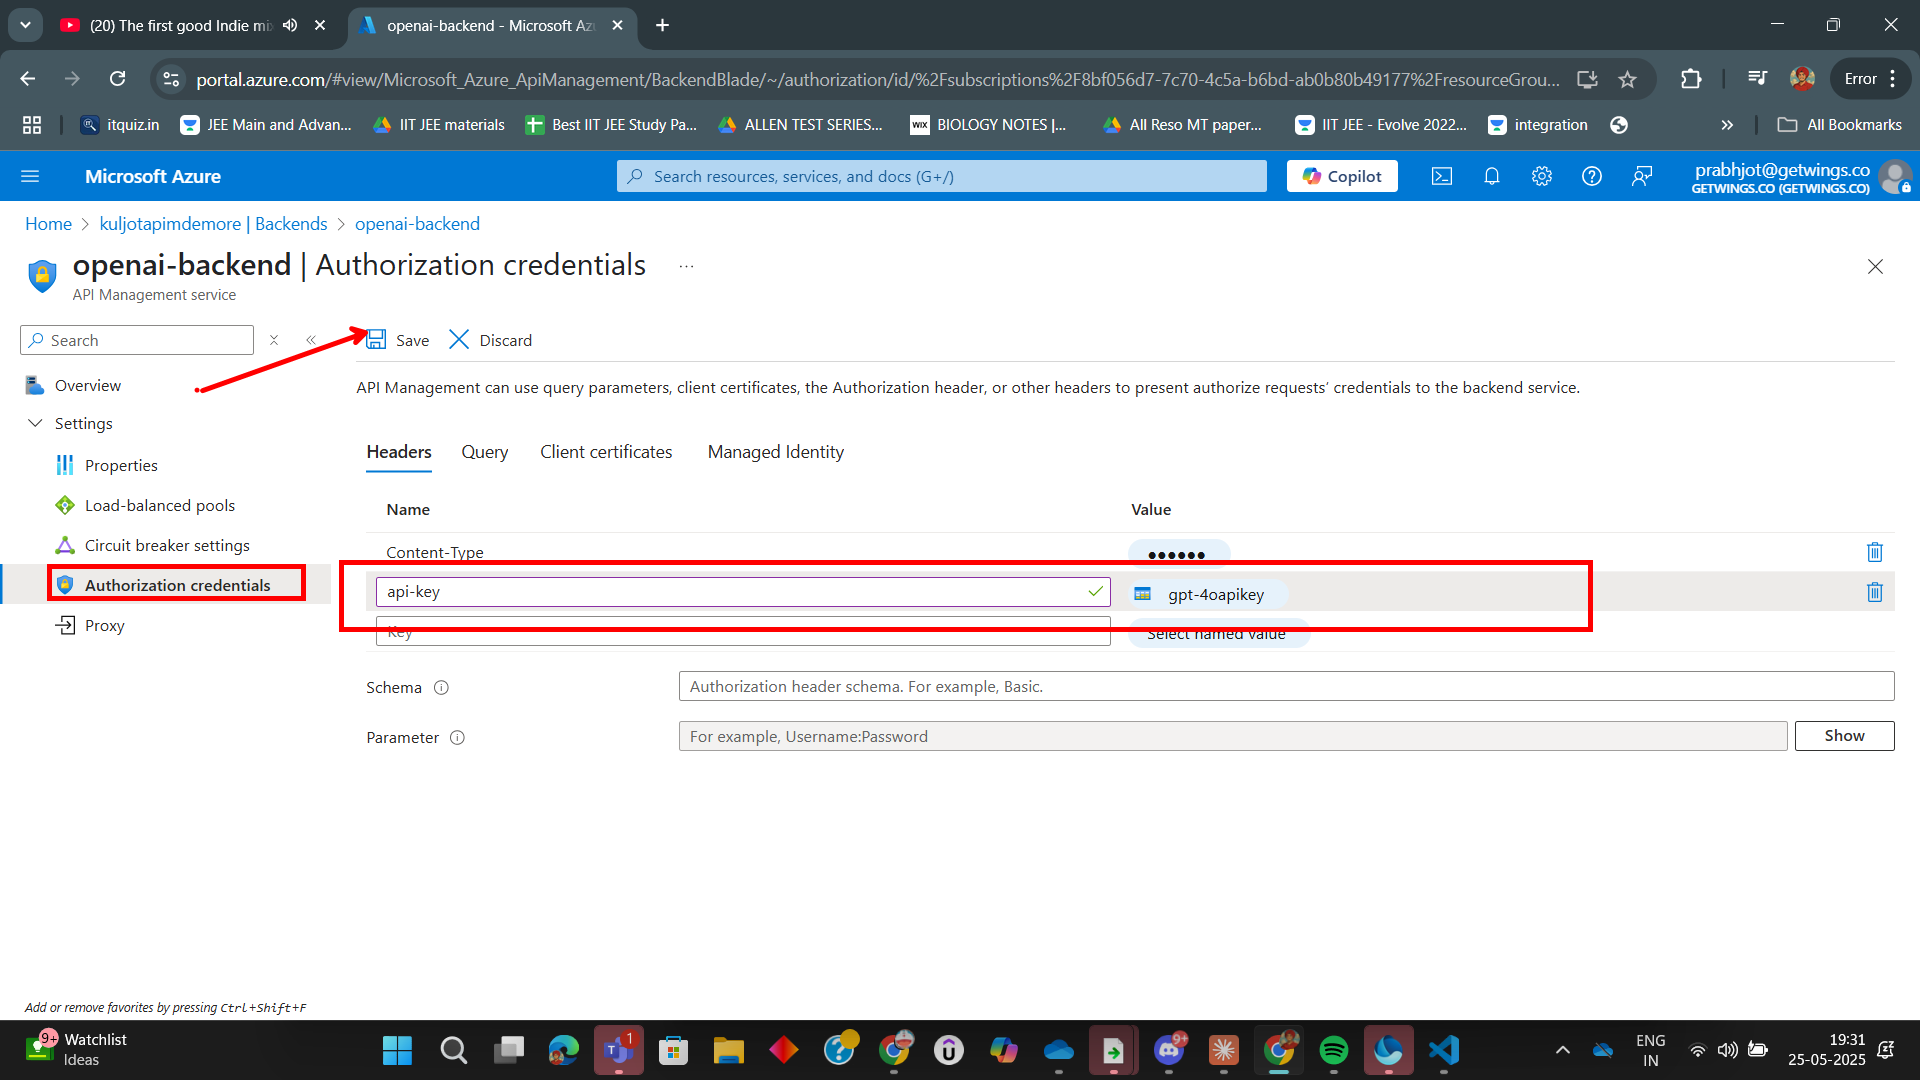 (20) The first good Indie mi
openai-backend - Microsoft Az
portal.azure.com/#view/Microsoft_Azure_ApiManagement/BackendBlade/~/authorization/id/%2Fsubscriptions%2F8bf056d7-7c70-4c5a-b6bd-ab0b80b49177%2FresourceGrou...
Error
itquiz.in
JEE Main and Advan...
IIT JEE materials
Best IIT JEE Study Pa...
ALLEN TEST SERIES...
WIX
BIOLOGY NOTES |...
All Reso MT paper...
IIT JEE - Evolve 2022...
integration
All Bookmarks
Microsoft Azure
Search resources, services, and docs (G+/)
Copilot
prabhjot@getwings.co
GETWINGS.CO (GETWINGS.CO)
Home > kuljotapimdemore | Backends > openai-backend
openai-backend | Authorization credentials ...
API Management service
Search
Save
Discard
Overview
API Management can use query parameters, client certificates, the Authorization header, or other headers to present authorize requests' credentials to the backend service.
Settings
Properties
Load-balanced pools
Circuit breaker settings
Authorization credentials
Proxy
Headers
Query
Client certificates
Managed Identity
Name
Value
Content-Type
●●●●●●
api-key
gpt-4oapikey
Key
Select named value
Schema
Authorization header schema. For example, Basic.
Parameter
For example, Username:Password
Show
Add or remove favorites by pressing Ctrl+Shift+F
9+
Watchlist
Ideas
1
9+
ENG
IN
19:31
25-05-2025